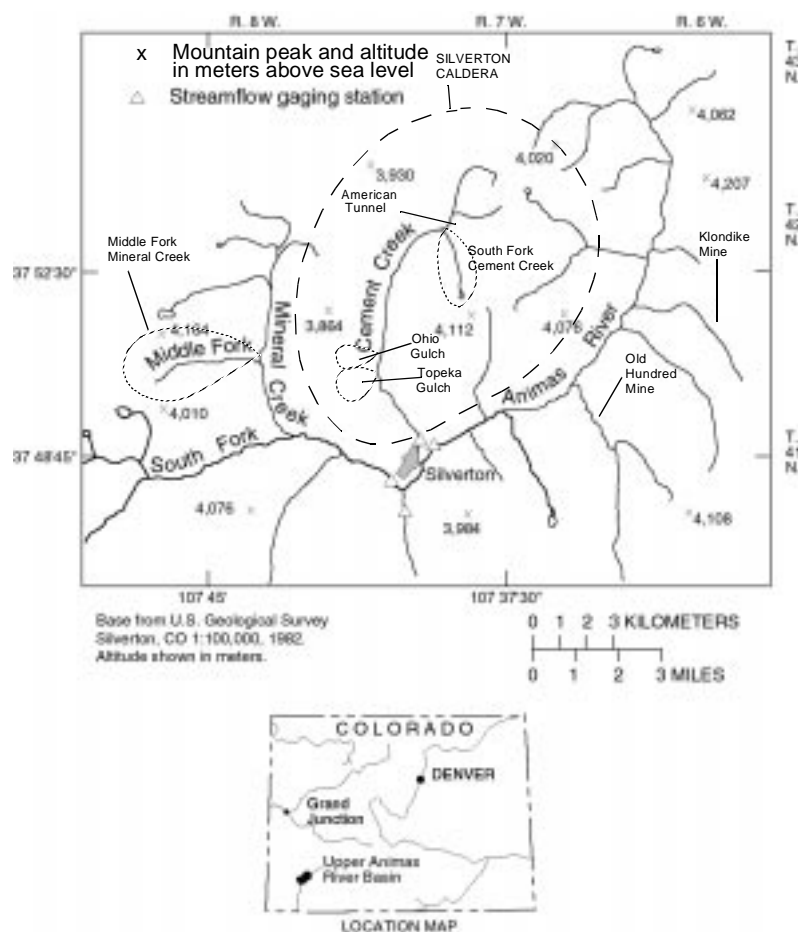 R. 8 W.
R. 7 W.
R. 6 W.
x Mountain peak and altitude
in meters above sea level
Streamflow gaging station
SILVERTON
CALDERA
T.
N.
4,062
4,020
3,930
4,207
American
Tunnel
T.
N.
Middle Fork
Mineral Creek
Cement Creek
South Fork
Cement Creek
Klondike
Mine
37 52'30"
Mineral Creek
3,864
4,112
4,076
River
Middle Fork
Ohio
Gulch
Topeka
Gulch
Animas
Old
Hundred
Mine
4,010
South Fork
T.
41
N.
37 48'45"
Silverton
4,076
3,984
4,108
107 45'
107 37'30"
Base from U.S. Geological Survey
Silverton, CO 1:100,000, 1982.
Altitude shown in meters.
0 1 2 3 KILOMETERS
0 1 2 3 MILES
COLORADO
DENVER
Grand
Junction
Upper Animas
River Basin
LOCATION MAP